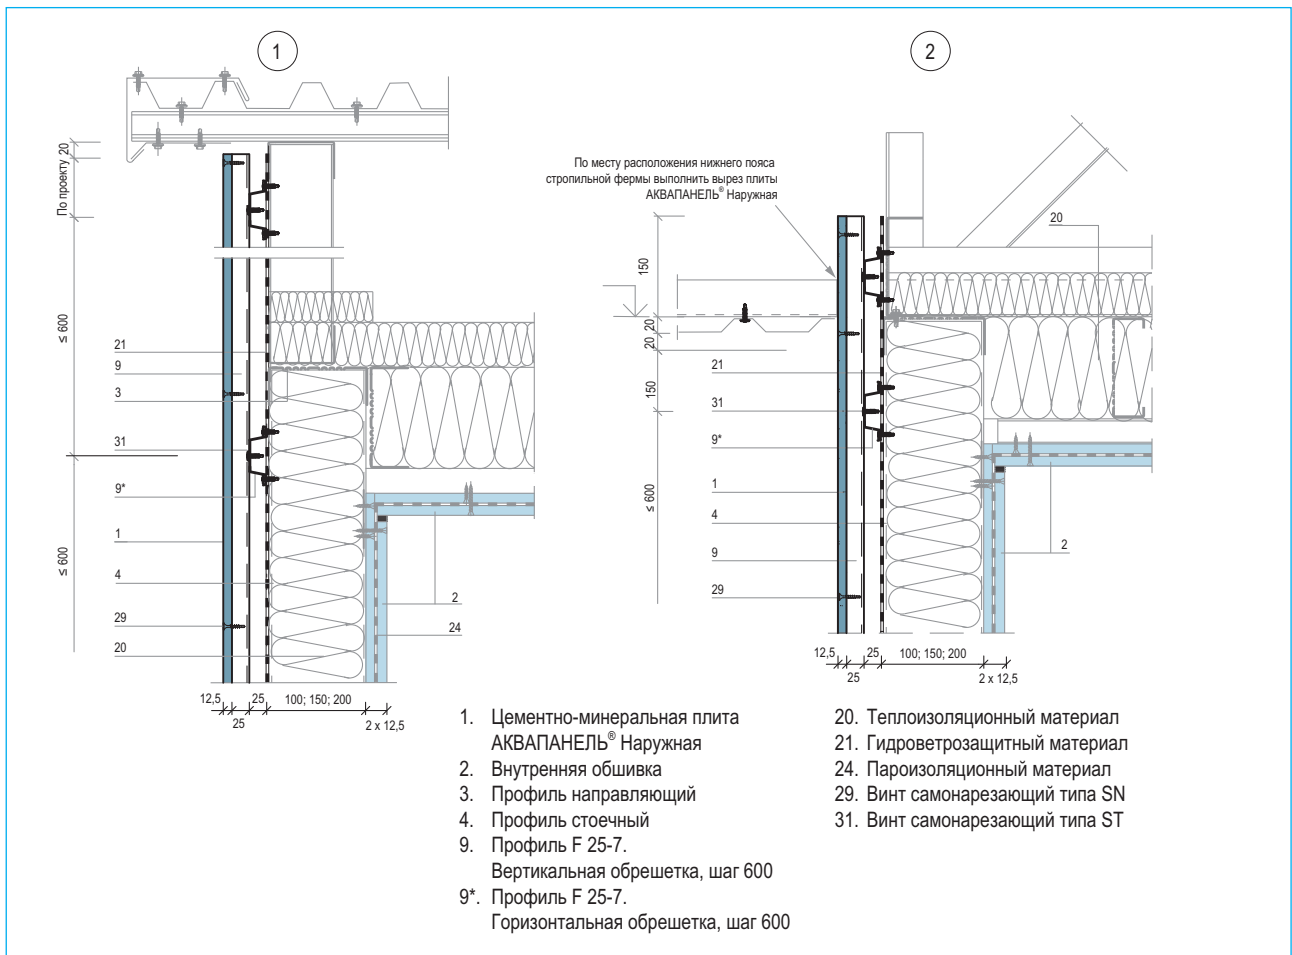 1
2
По проекту 20
≤ 600
≤ 600
21
9
3
31
9*
1
4
29
20
2
24
12,5
25
25
100; 150; 200
2 x 12,5
По месту расположения нижнего пояса
стропильной фермы выполнить вырез плиты
АКВАПАНЕЛЬ® Наружная
20
150
20 20
150
≤ 600
21
31
9*
1
4
9
29
2
12,5
25
25
100; 150; 200
2 x 12,5
1. Цементно-минеральная плита
АКВАПАНЕЛЬ® Наружная
2. Внутренняя обшивка
3. Профиль направляющий
4. Профиль стоечный
9. Профиль F 25-7.
Вертикальная обрешетка, шаг 600
9*. Профиль F 25-7.
Горизонтальная обрешетка, шаг 600
20. Теплоизоляционный материал
21. Гидроветрозащитный материал
24. Пароизоляционный материал
29. Винт самонарезающий типа SN
31. Винт самонарезающий типа ST